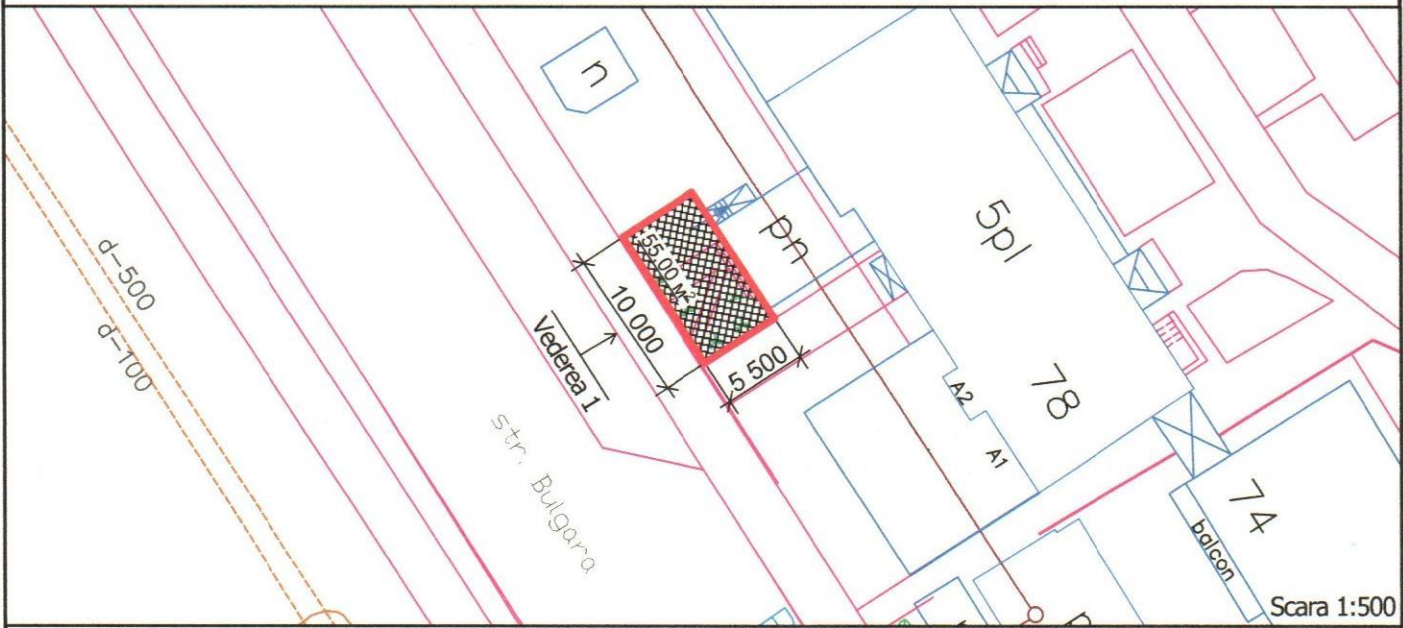 n
5pl
pn
55.00 м²
d-500
d-100
10 000
5 500
Vederea 1
78
A2
A1
str. Bulgara
74
balcon
Scara 1:500